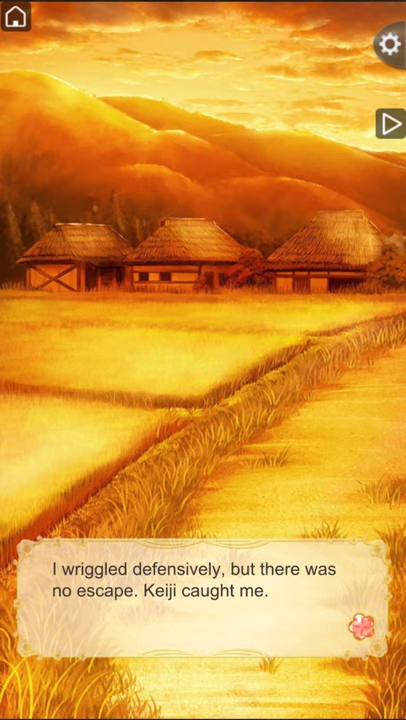 I wriggled defensively, but there was
no escape. Keiji caught me.